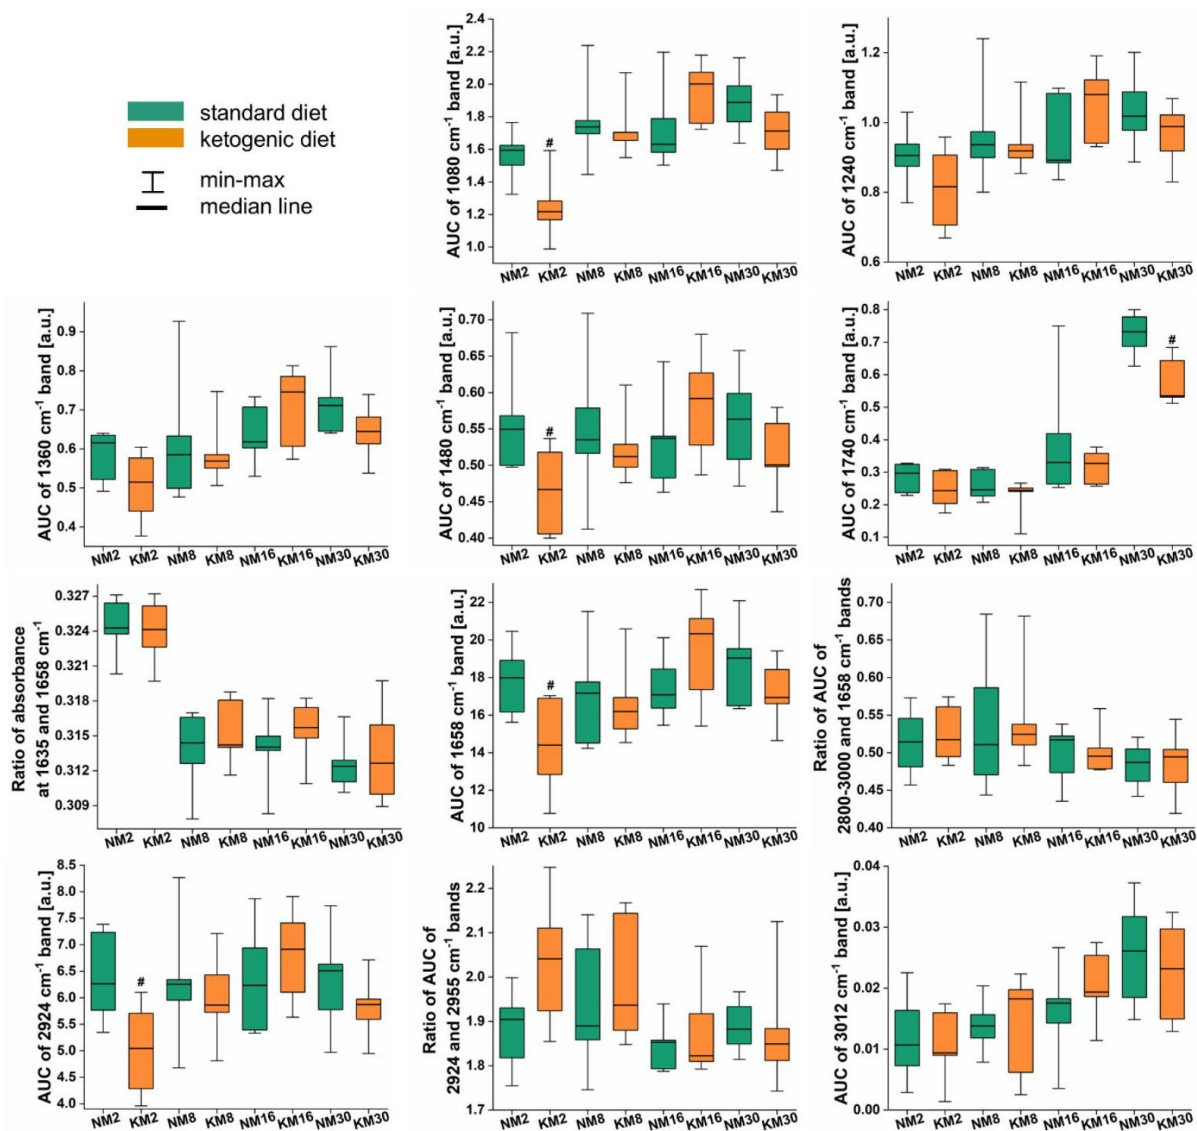 standard diet
ketogenic diet
min-max
median line
AUC of 1080 cm⁻¹ band [a.u.]
2.4
2.2
2.0
1.8
1.6
1.4
1.2
1.0
#
NM2 KM2 NM8 KM8 NM16 KM16 NM30 KM30
AUC of 1240 cm⁻¹ band [a.u.]
1.2
1.0
0.8
0.6
NM2 KM2 NM8 KM8 NM16 KM16 NM30 KM30
AUC of 1360 cm⁻¹ band [a.u.]
0.9
0.8
0.7
0.6
0.5
0.4
NM2 KM2 NM8 KM8 NM16 KM16 NM30 KM30
AUC of 1480 cm⁻¹ band [a.u.]
0.70
0.65
0.60
0.55
0.50
0.45
0.40
#
NM2 KM2 NM8 KM8 NM16 KM16 NM30 KM30
AUC of 1740 cm⁻¹ band [a.u.]
0.8
0.7
0.6
0.5
0.4
0.3
0.2
0.1
#
NM2 KM2 NM8 KM8 NM16 KM16 NM30 KM30
Ratio of absorbance
at 1635 and 1658 cm⁻¹
0.327
0.324
0.321
0.318
0.315
0.312
0.309
NM2 KM2 NM8 KM8 NM16 KM16 NM30 KM30
AUC of 1658 cm⁻¹ band [a.u.]
22
20
18
16
14
12
10
#
NM2 KM2 NM8 KM8 NM16 KM16 NM30 KM30
Ratio of AUC of
2800-3000 and 1658 cm⁻¹ bands
0.70
0.65
0.60
0.55
0.50
0.45
0.40
NM2 KM2 NM8 KM8 NM16 KM16 NM30 KM30
AUC of 2924 cm⁻¹ band [a.u.]
8.5
8.0
7.5
7.0
6.5
6.0
5.5
5.0
4.5
4.0
#
NM2 KM2 NM8 KM8 NM16 KM16 NM30 KM30
Ratio of AUC of
2924 and 2955 cm⁻¹ bands
2.2
2.1
2.0
1.9
1.8
1.7
NM2 KM2 NM8 KM8 NM16 KM16 NM30 KM30
AUC of 3012 cm⁻¹ band [a.u.]
0.04
0.03
0.02
0.01
0.00
NM2 KM2 NM8 KM8 NM16 KM16 NM30 KM30